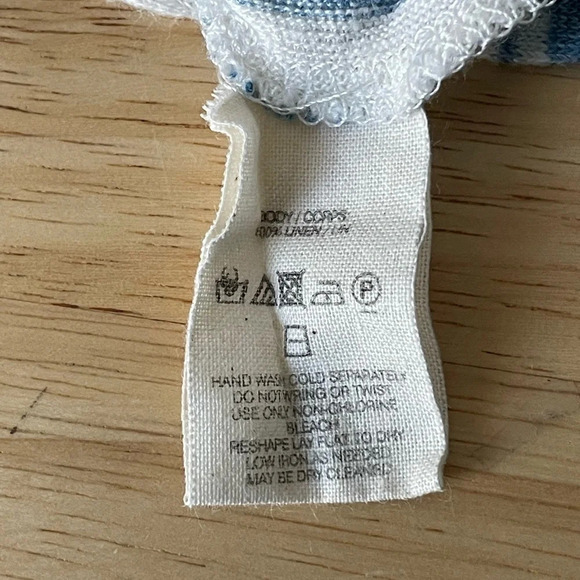 BODY / CORPS
100% LINEN / LIN
P
HAND WASH COLD SEPARATELY
DO NOT WRING OR TWIST
USE ONLY NON-CHLORINE
BLEACH
RESHAPE LAY FLAT TO DRY
LOW IRON AS NEEDED
MAY BE DRY CLEANED